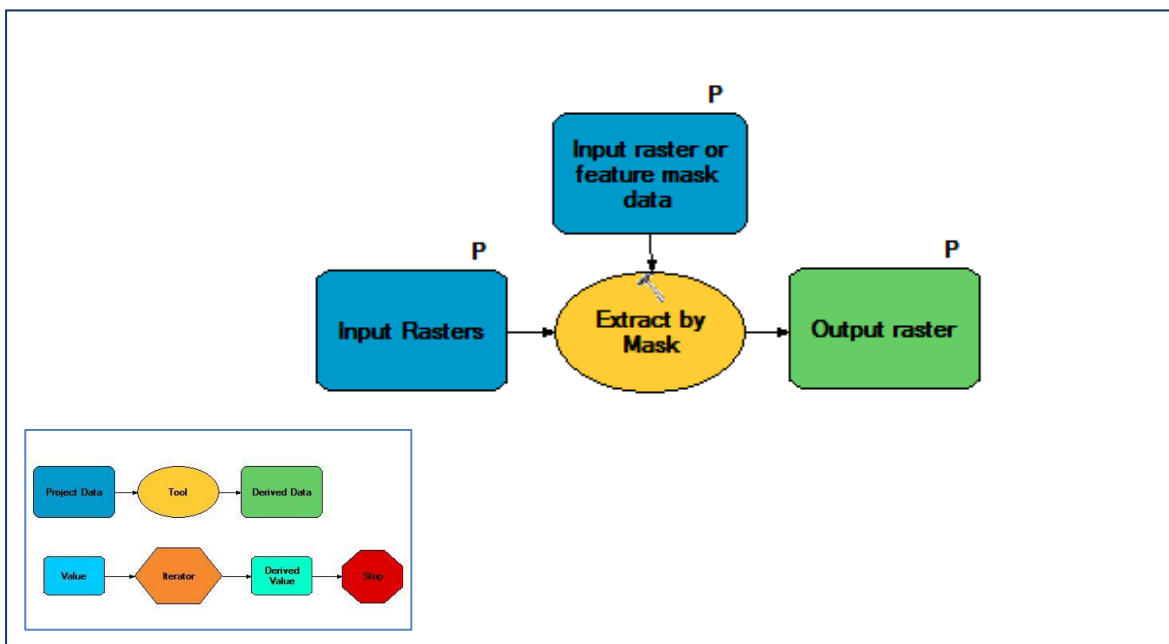 P
Input raster or
feature mask
data
P
Input Rasters
Extract by
Mask
P
Output raster
Project Data
Tool
Derived Data
Value
Iterator
Derived
Value
Stop